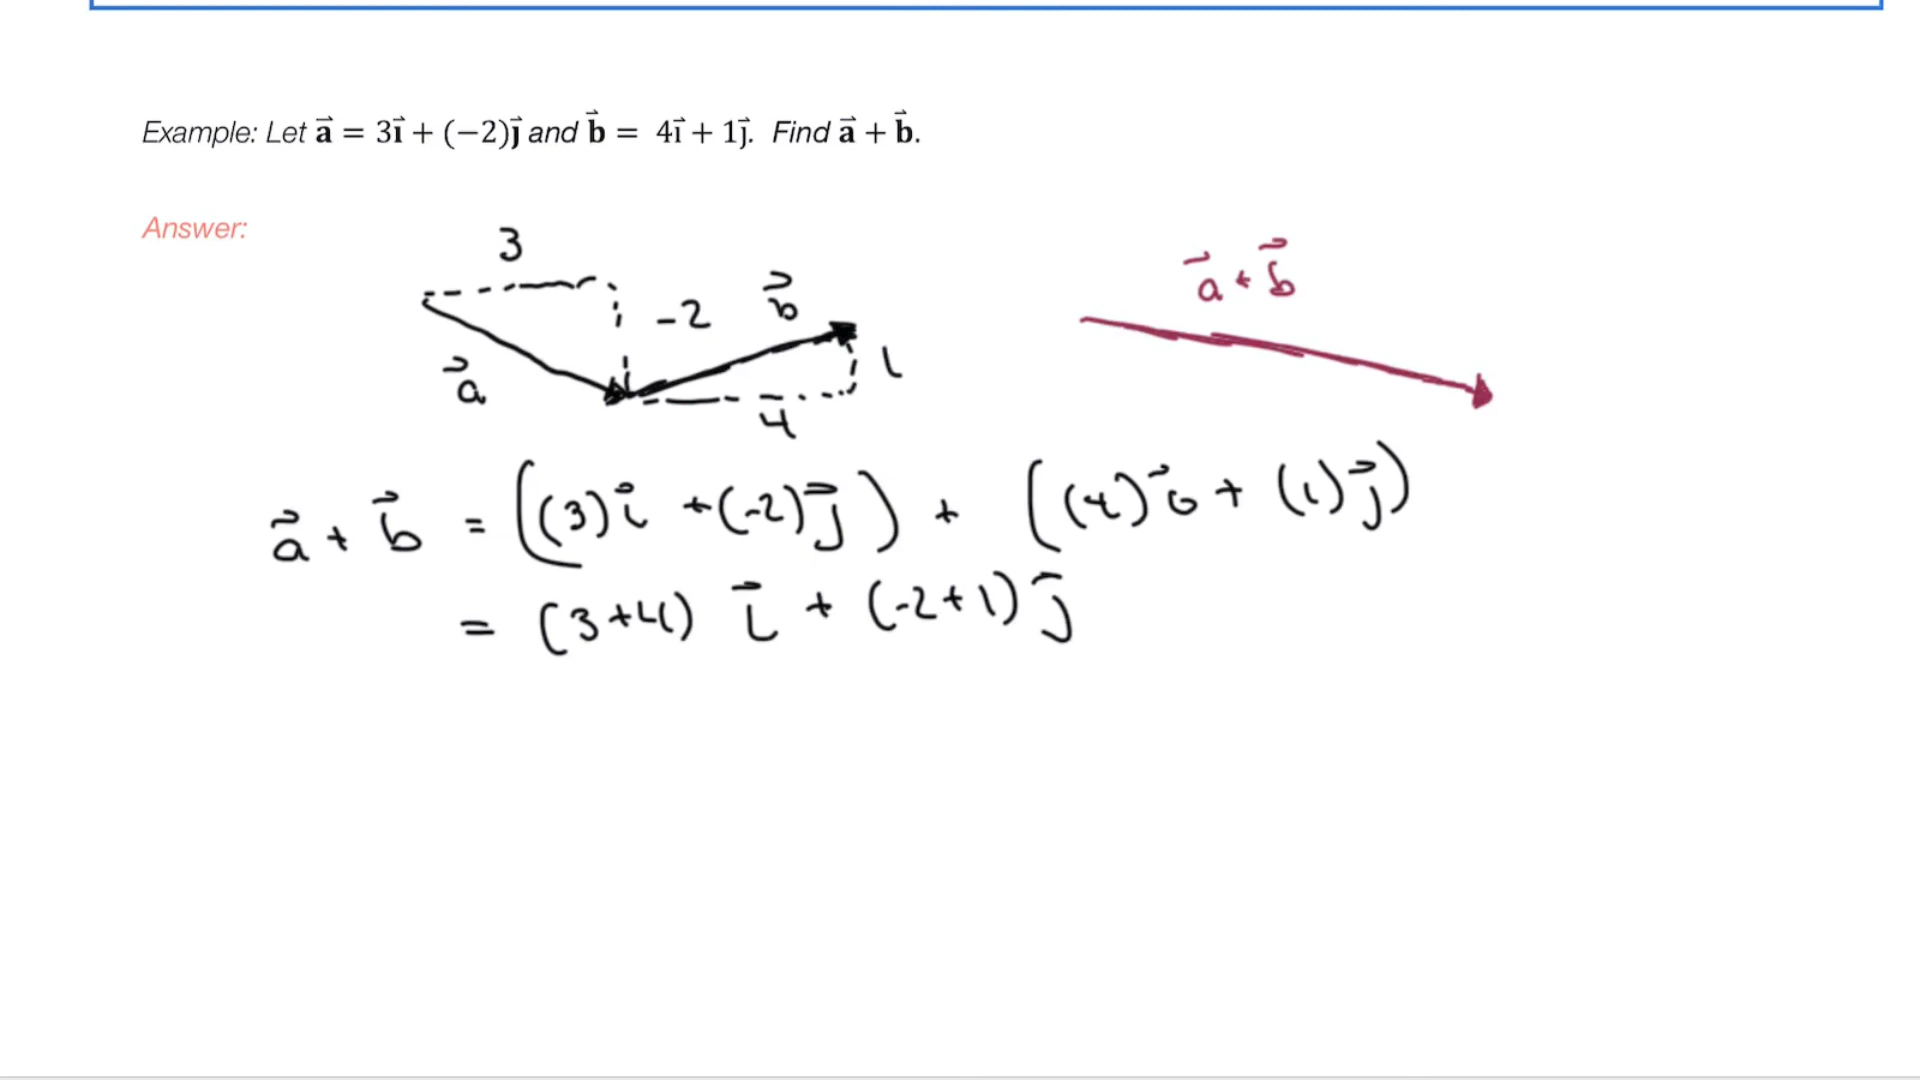 Example: Let a⃗ = 3i⃗ + (−2)j⃗ and b⃗ = 4i⃗ + 1j⃗. Find a⃗ + b⃗.
Answer:
3
-2
b⃗
a⃗
1
4
a⃗ + b⃗
a⃗ + b⃗ = ((3)i⃗ + (-2)j⃗) + ((4)i⃗ + (1)j⃗)
= (3+4) i⃗ + (-2+1) j⃗